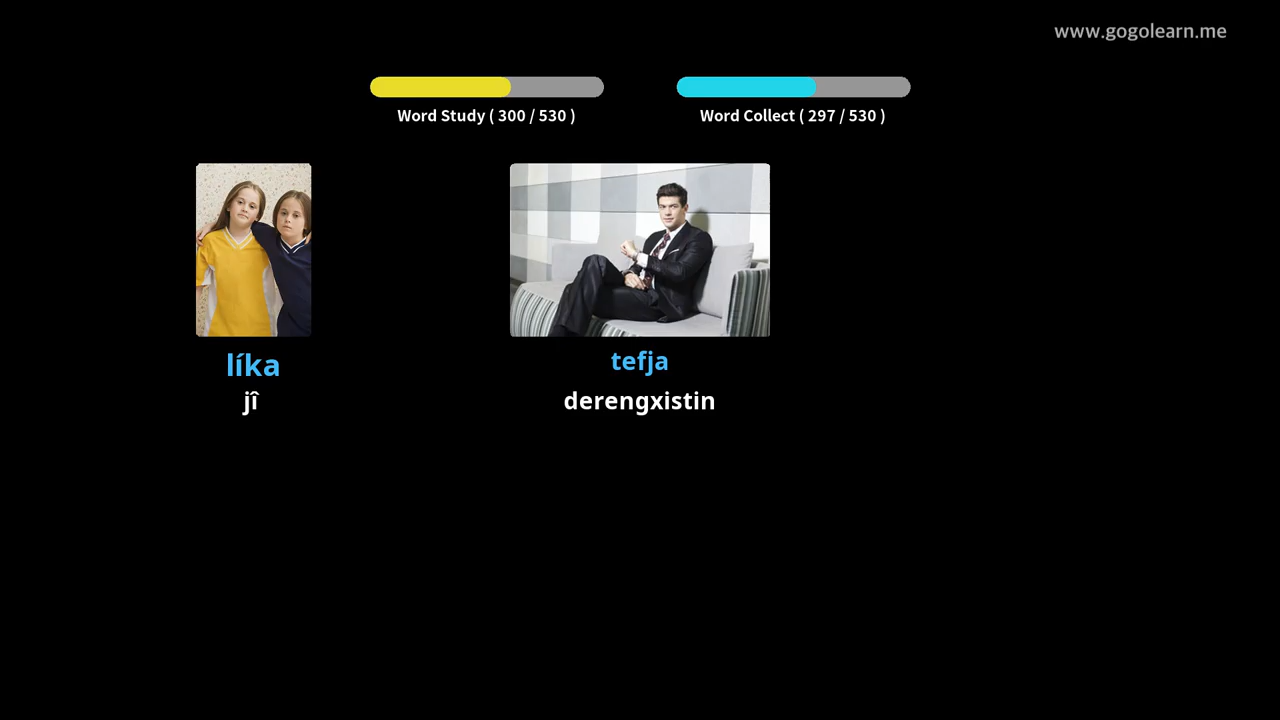 www.gogolearn.me
Word Study ( 300 / 530 )
Word Collect ( 297 / 530 )
líka
jî
tefja
derengxistin